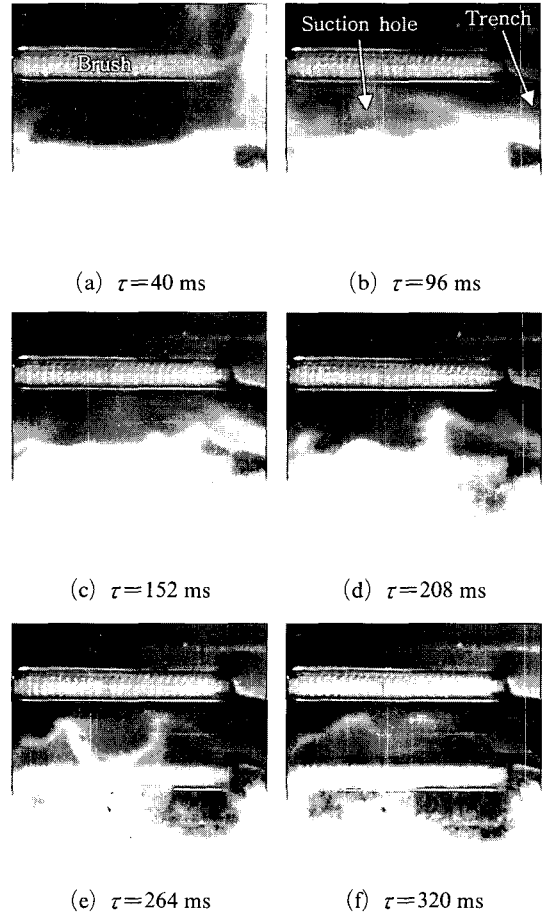 Suction hole Trench
Brush
(a) τ=40 ms (b) τ=96 ms
(c) τ=152 ms (d) τ=208 ms
(e) τ=264 ms (f) τ=320 ms